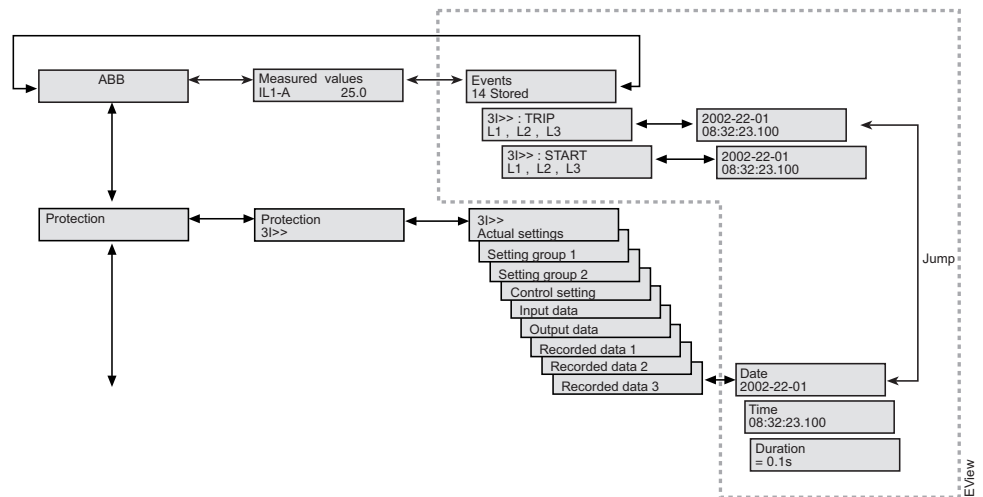 ABB
Measured values
IL1-A 25.0
Events
14 Stored
3I>> : TRIP
L1 , L2 , L3
2002-22-01
08:32:23.100
3I>> : START
L1 , L2 , L3
2002-22-01
08:32:23.100
Protection
Protection
3I>>
3I>>
Actual settings
Setting group 1
Setting group 2
Control setting
Input data
Output data
Recorded data 1
Recorded data 2
Recorded data 3
Jump
Date
2002-22-01
Time
08:32:23.100
Duration
= 0.1s
EView